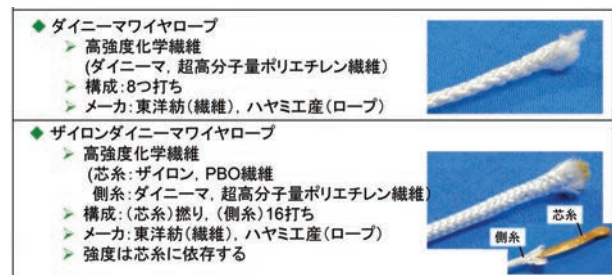 ◆ ダイニーマワイヤロープ
➤ 高強度化学繊維
(ダイニーマ, 超高分子量ポリエチレン繊維)
➤ 構成:8つ打ち
➤ メーカ:東洋紡(繊維), ハヤミ工産(ロープ)
◆ ザイロンダイニーマワイヤロープ
➤ 高強度化学繊維
(芯糸:ザイロン, PBO繊維
側糸:ダイニーマ, 超高分子量ポリエチレン繊維)
➤ 構成:(芯糸)撚り, (側糸)16打ち
➤ メーカ:東洋紡(繊維), ハヤミ工産(ロープ)
➤ 強度は芯糸に依存する
芯糸
側糸